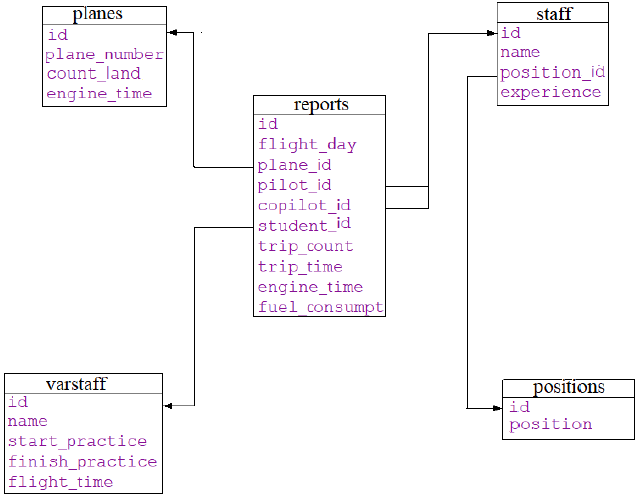 planes
id
plane_number
count_land
engine_time
staff
id
name
position_id
experience
reports
id
flight_day
plane_id
pilot_id
copilot_id
student_id
trip_count
trip_time
engine_time
fuel_consumpt
varstaff
id
name
start_practice
finish_practice
flight_time
positions
id
position